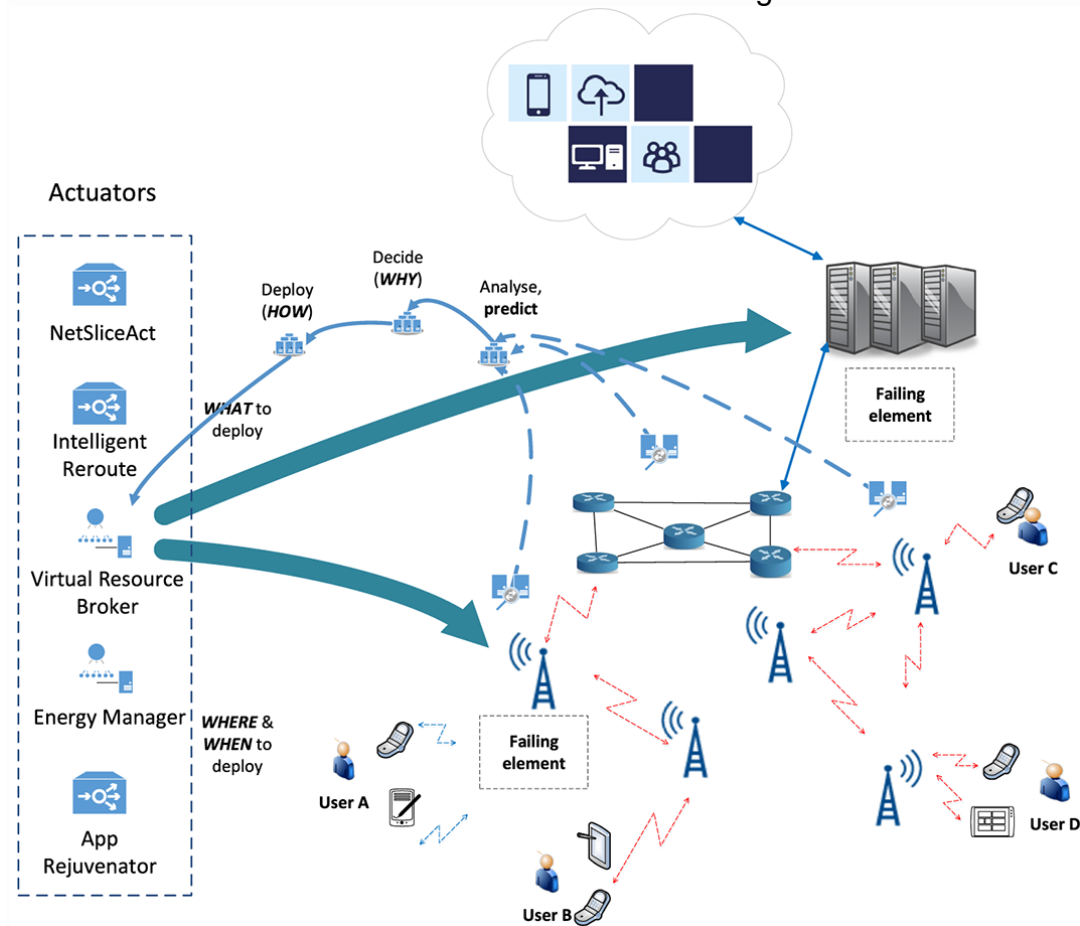 Actuators
NetSliceAct
Intelligent
Reroute
Virtual Resource
Broker
Energy Manager
App
Rejuvenator
Deploy
(HOW)
Decide
(WHY)
Analyse,
predict
WHAT to
deploy
WHERE &
WHEN to
deploy
Failing
element
Failing
element
User A
User B
User C
User D